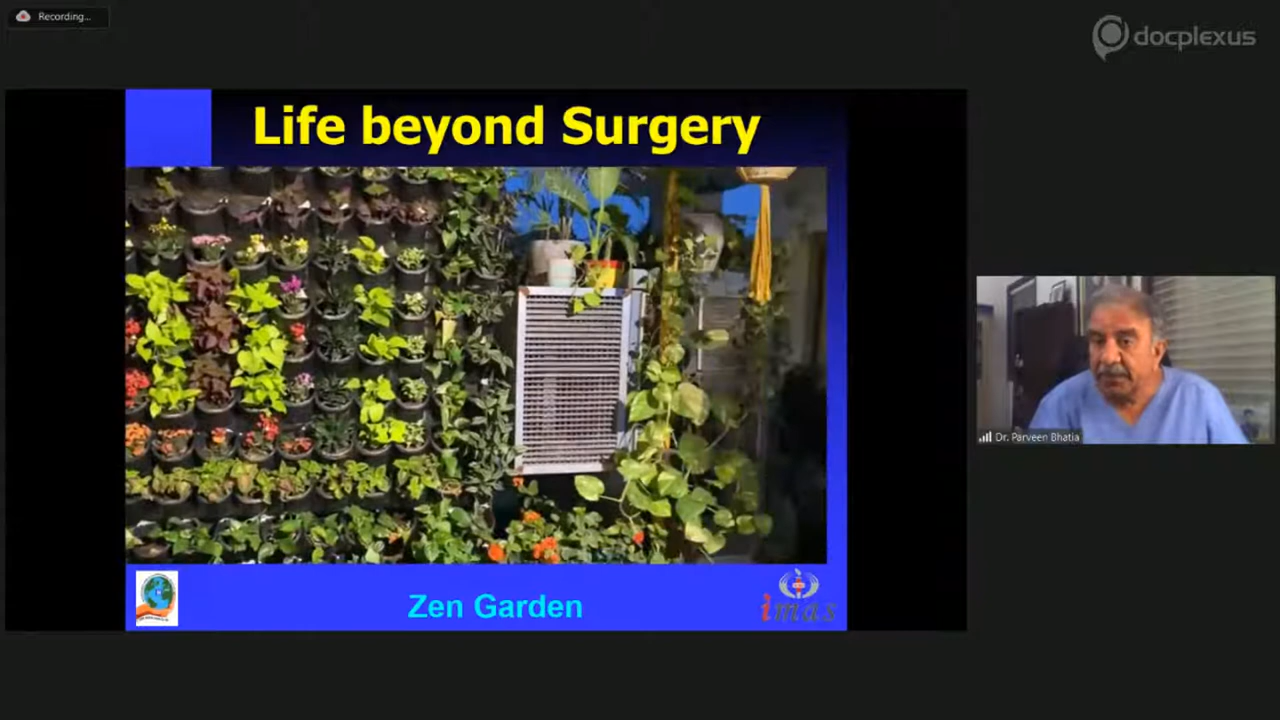 Recording...
docplexus
Life beyond Surgery
Dr. Parveen Bhatia
Zen Garden
imas